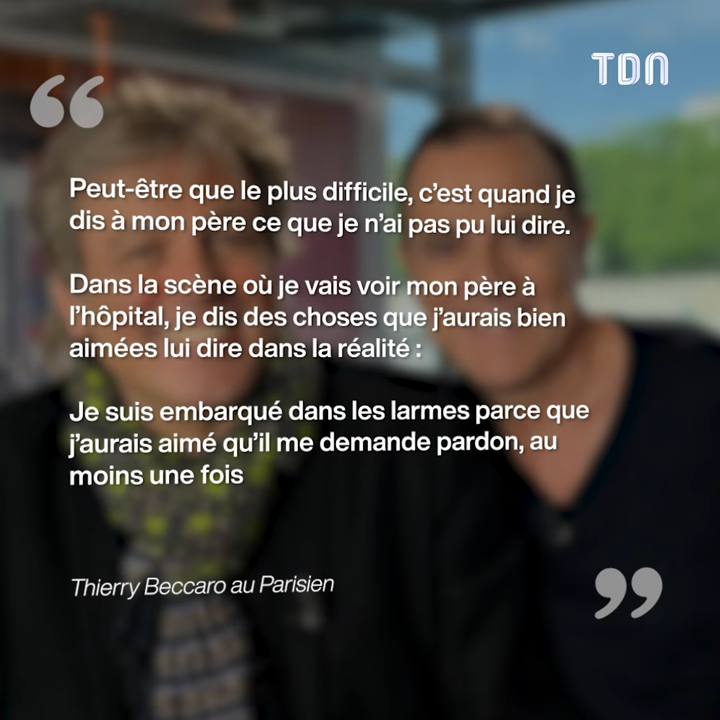 TDN
“
Peut-être que le plus difficile, c’est quand je
dis à mon père ce que je n’ai pas pu lui dire.
Dans la scène où je vais voir mon père à
l’hôpital, je dis des choses que j’aurais bien
aimées lui dire dans la réalité :
Je suis embarqué dans les larmes parce que
j’aurais aimé qu’il me demande pardon, au
moins une fois
Thierry Beccaro au Parisien
”